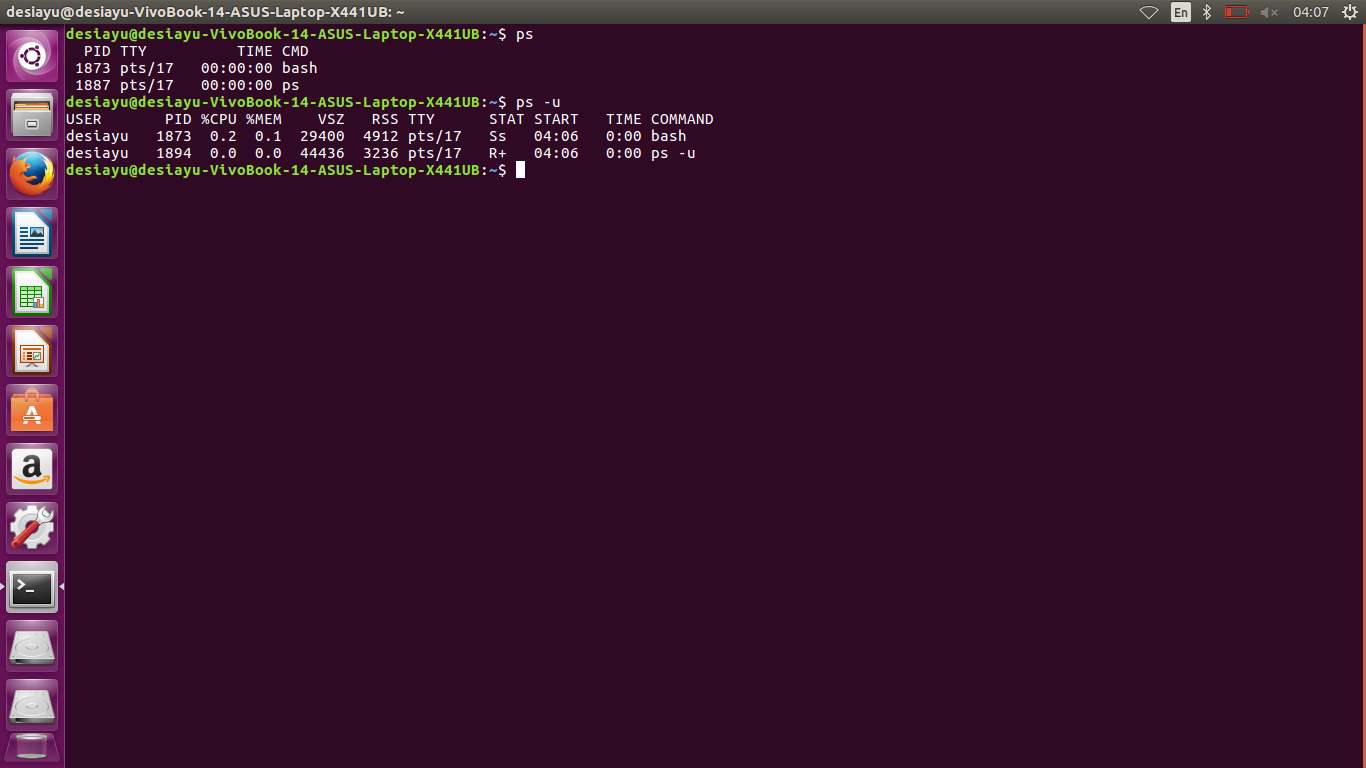 desiayu@desiayu-VivoBook-14-ASUS-Laptop-X441UB: ~ En 04:07
desiayu@desiayu-VivoBook-14-ASUS-Laptop-X441UB:~$ ps
  PID TTY          TIME CMD
 1873 pts/17   00:00:00 bash
 1887 pts/17   00:00:00 ps
desiayu@desiayu-VivoBook-14-ASUS-Laptop-X441UB:~$ ps -u
USER       PID %CPU %MEM    VSZ   RSS TTY      STAT START   TIME COMMAND
desiayu   1873  0.2  0.1  29400  4912 pts/17   Ss   04:06   0:00 bash
desiayu   1894  0.0  0.0  44436  3236 pts/17   R+   04:06   0:00 ps -u
desiayu@desiayu-VivoBook-14-ASUS-Laptop-X441UB:~$